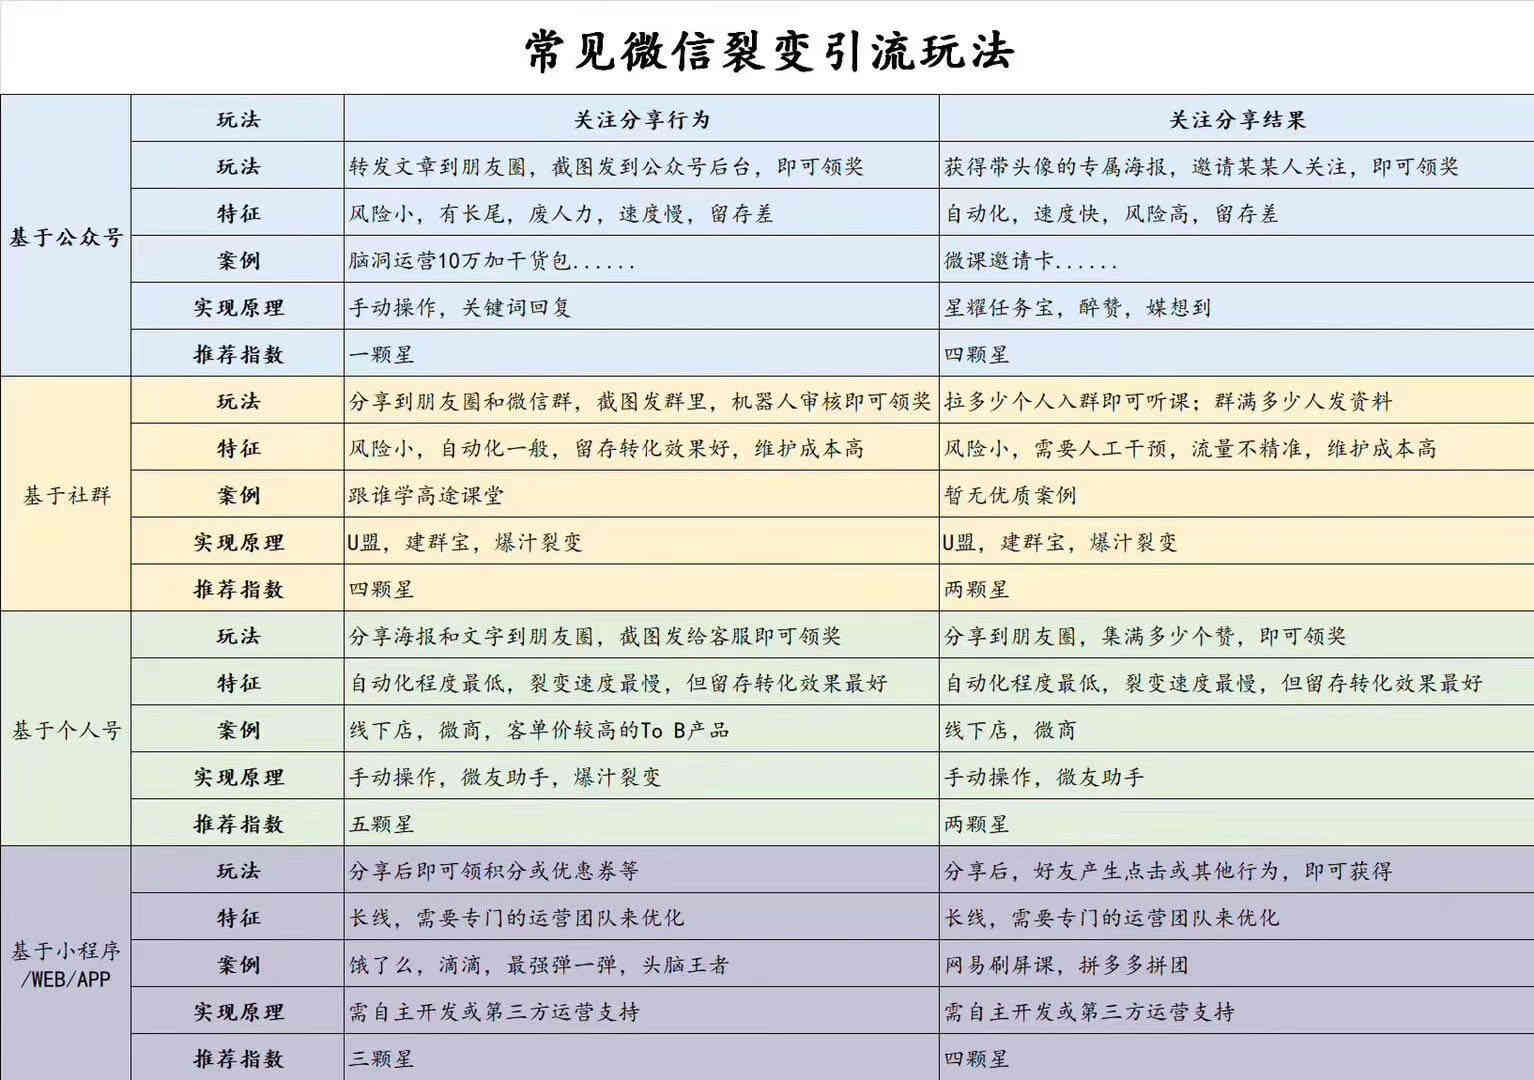 常见微信裂变引流玩法
玩法 关注分享行为 关注分享结果
基于公众号
玩法 转发文章到朋友圈，截图发到公众号后台，即可领奖 获得带头像的专属海报，邀请某某人关注，即可领奖
特征 风险小，有长尾，废人力，速度慢，留存差 自动化，速度快，风险高，留存差
案例 脑洞运营10万加干货包...... 微课邀请卡......
实现原理 手动操作，关键词回复 星耀任务宝，醉赞，媒想到
推荐指数 一颗星 四颗星
基于社群
玩法 分享到朋友圈和微信群，截图发群里，机器人审核即可领奖 拉多少个人入群即可听课；群满多少人发资料
特征 风险小，自动化一般，留存转化效果好，维护成本高 风险小，需要人工干预，流量不精准，维护成本高
案例 跟谁学高途课堂 暂无优质案例
实现原理 U盟，建群宝，爆汁裂变 U盟，建群宝，爆汁裂变
推荐指数 四颗星 两颗星
基于个人号
玩法 分享海报和文字到朋友圈，截图发给客服即可领奖 分享到朋友圈，集满多少个赞，即可领奖
特征 自动化程度最低，裂变速度最慢，但留存转化效果最好 自动化程度最低，裂变速度最慢，但留存转化效果最好
案例 线下店，微商，客单价较高的To B产品 线下店，微商
实现原理 手动操作，微友助手，爆汁裂变 手动操作，微友助手
推荐指数 五颗星 两颗星
基于小程序
/WEB/APP
玩法 分享后即可领积分或优惠券等 分享后，好友产生点击或其他行为，即可获得
特征 长线，需要专门的运营团队来优化 长线，需要专门的运营团队来优化
案例 饿了么，滴滴，最强弹一弹，头脑王者 网易刷屏课，拼多多拼团
实现原理 需自主开发或第三方运营支持 需自主开发或第三方运营支持
推荐指数 三颗星 四颗星